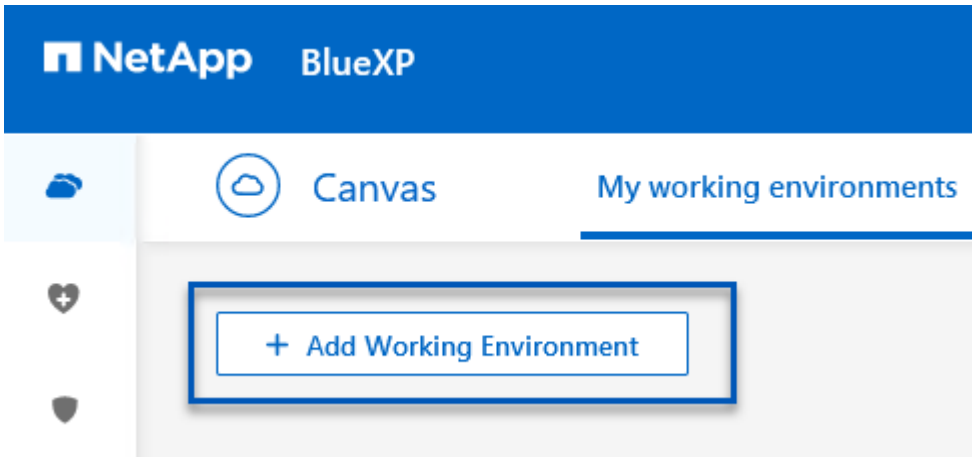 NetApp BlueXP
Canvas My working environments
+ Add Working Environment